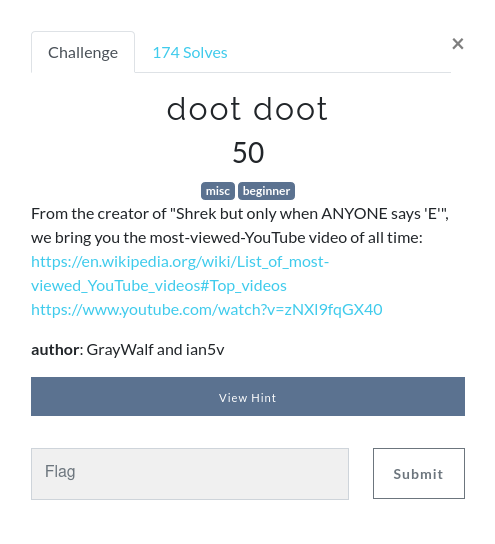 Challenge
174 Solves
×
doot doot
50
misc beginner
From the creator of "Shrek but only when ANYONE says 'E'",
we bring you the most-viewed-YouTube video of all time:
https://en.wikipedia.org/wiki/List_of_most-
viewed_YouTube_videos#Top_videos
https://www.youtube.com/watch?v=zNXl9fqGX40
author: GrayWalf and ian5v
View Hint
Flag
Submit